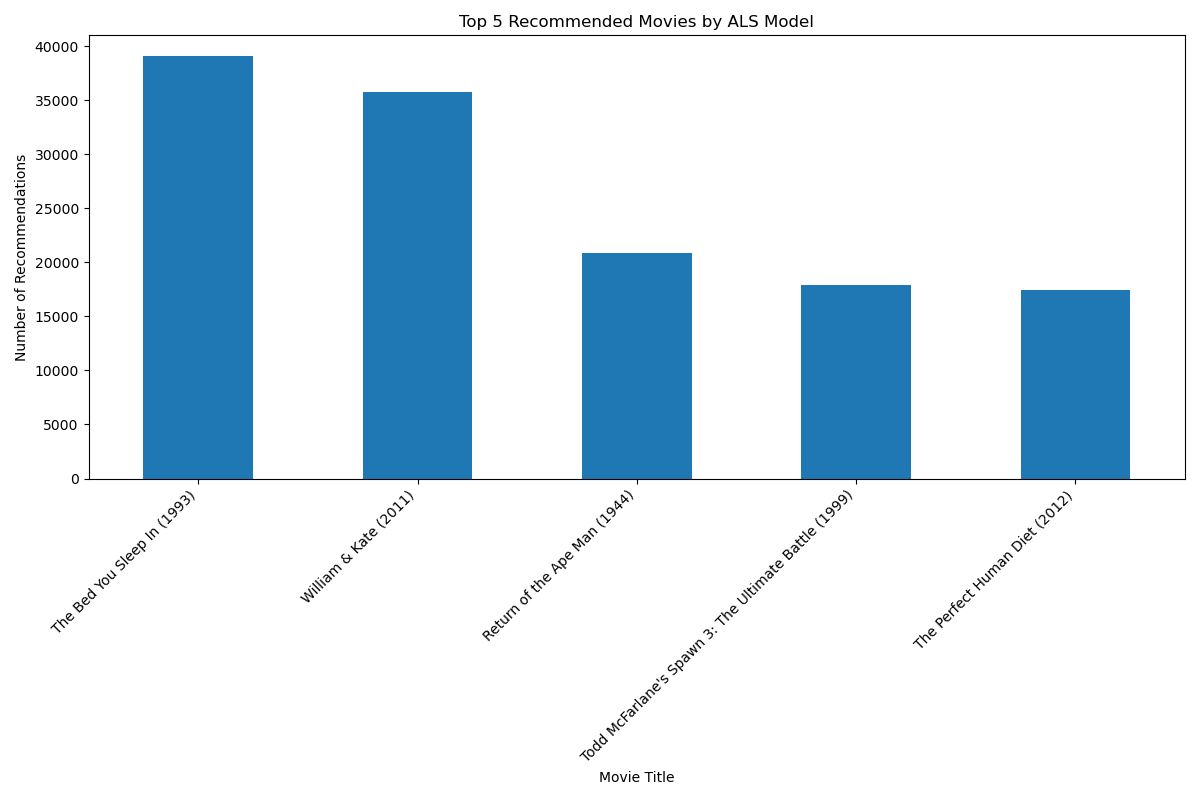 Top 5 Recommended Movies by ALS Model
Number of Recommendations
40000
35000
30000
25000
20000
15000
10000
5000
0
The Bed You Sleep In (1993)
William & Kate (2011)
Return of the Ape Man (1944)
Todd McFarlane's Spawn 3: The Ultimate Battle (1999)
The Perfect Human Diet (2012)
Movie Title